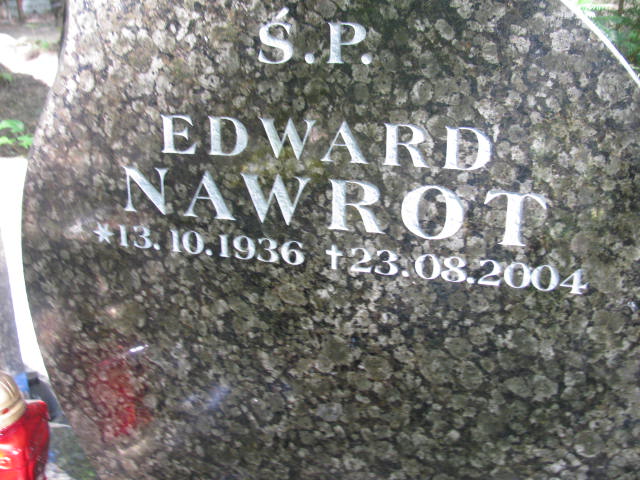 Ś.P.
EDWARD
NAWROT
*13.10.1936 †23.08.2004